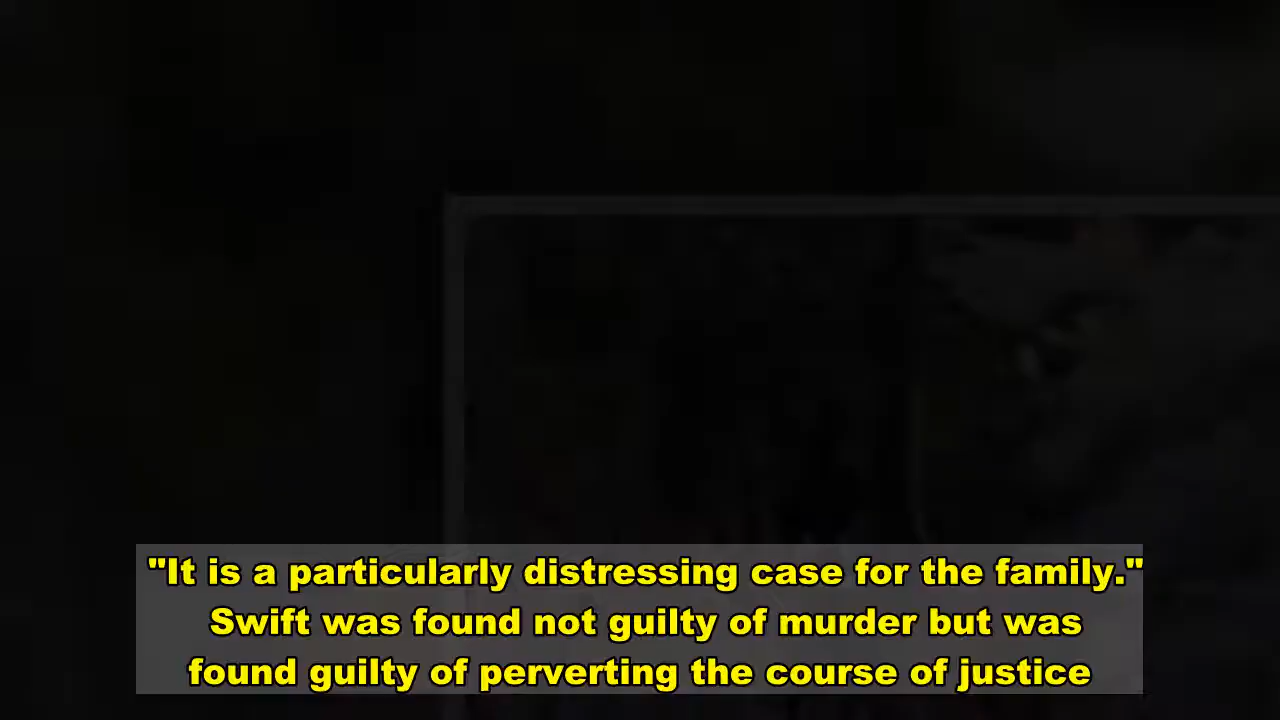 "It is a particularly distressing case for the family."
Swift was found not guilty of murder but was
found guilty of perverting the course of justice